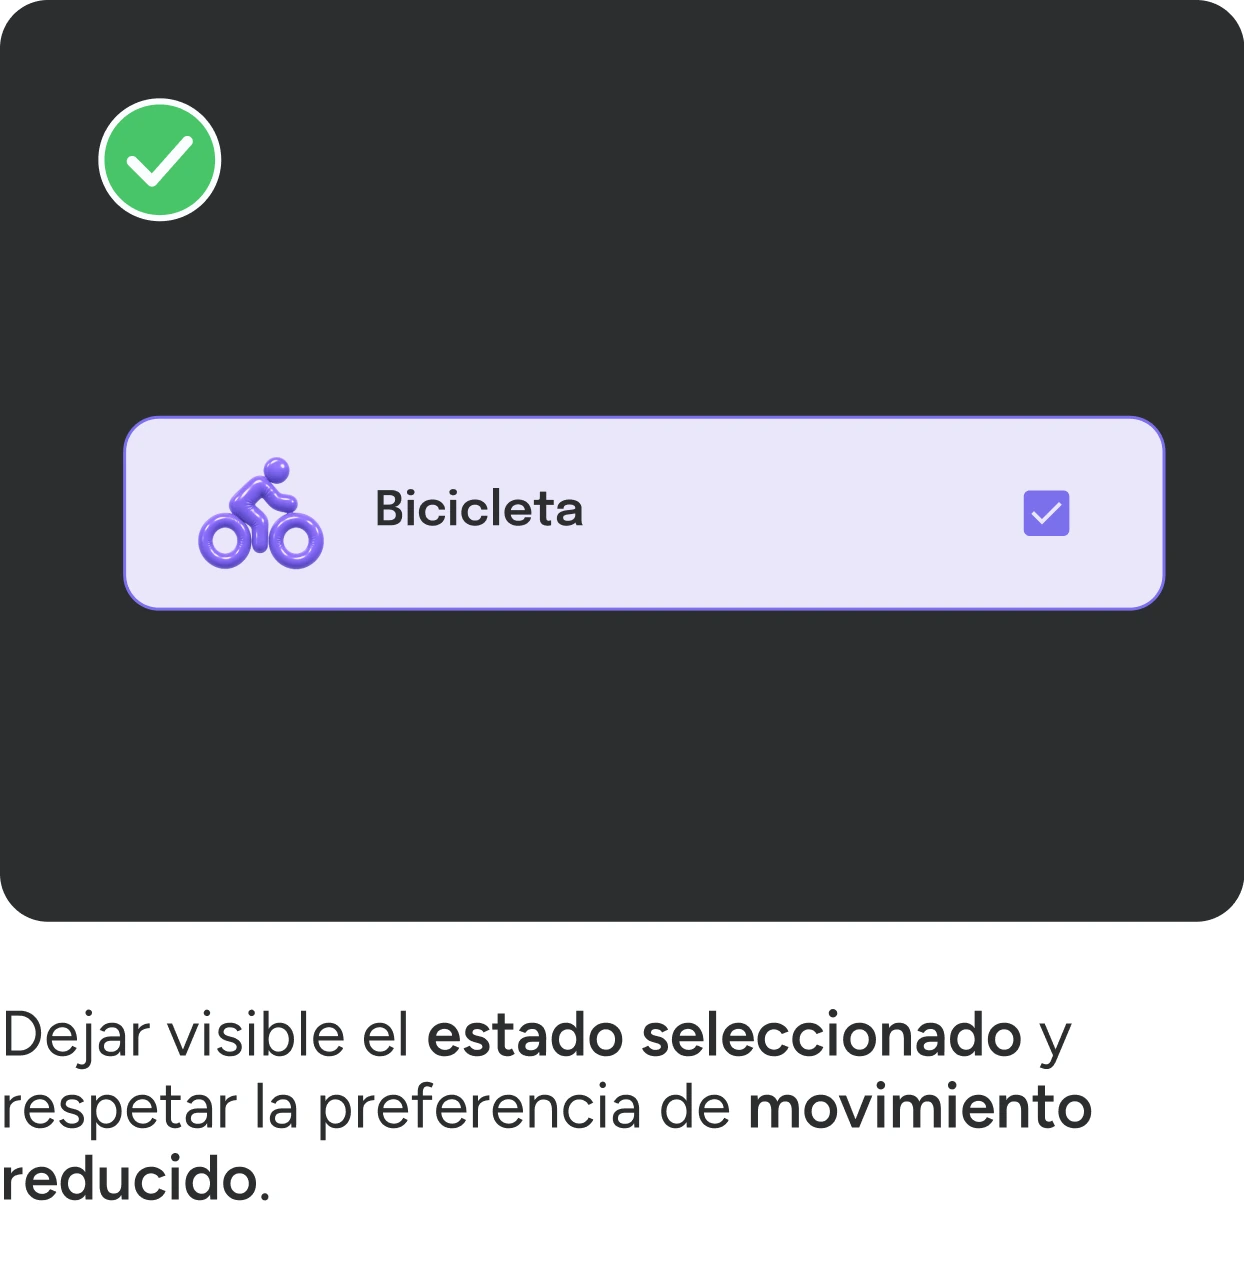 Bicicleta
Dejar visible el estado seleccionado y
respetar la preferencia de movimiento
reducido.